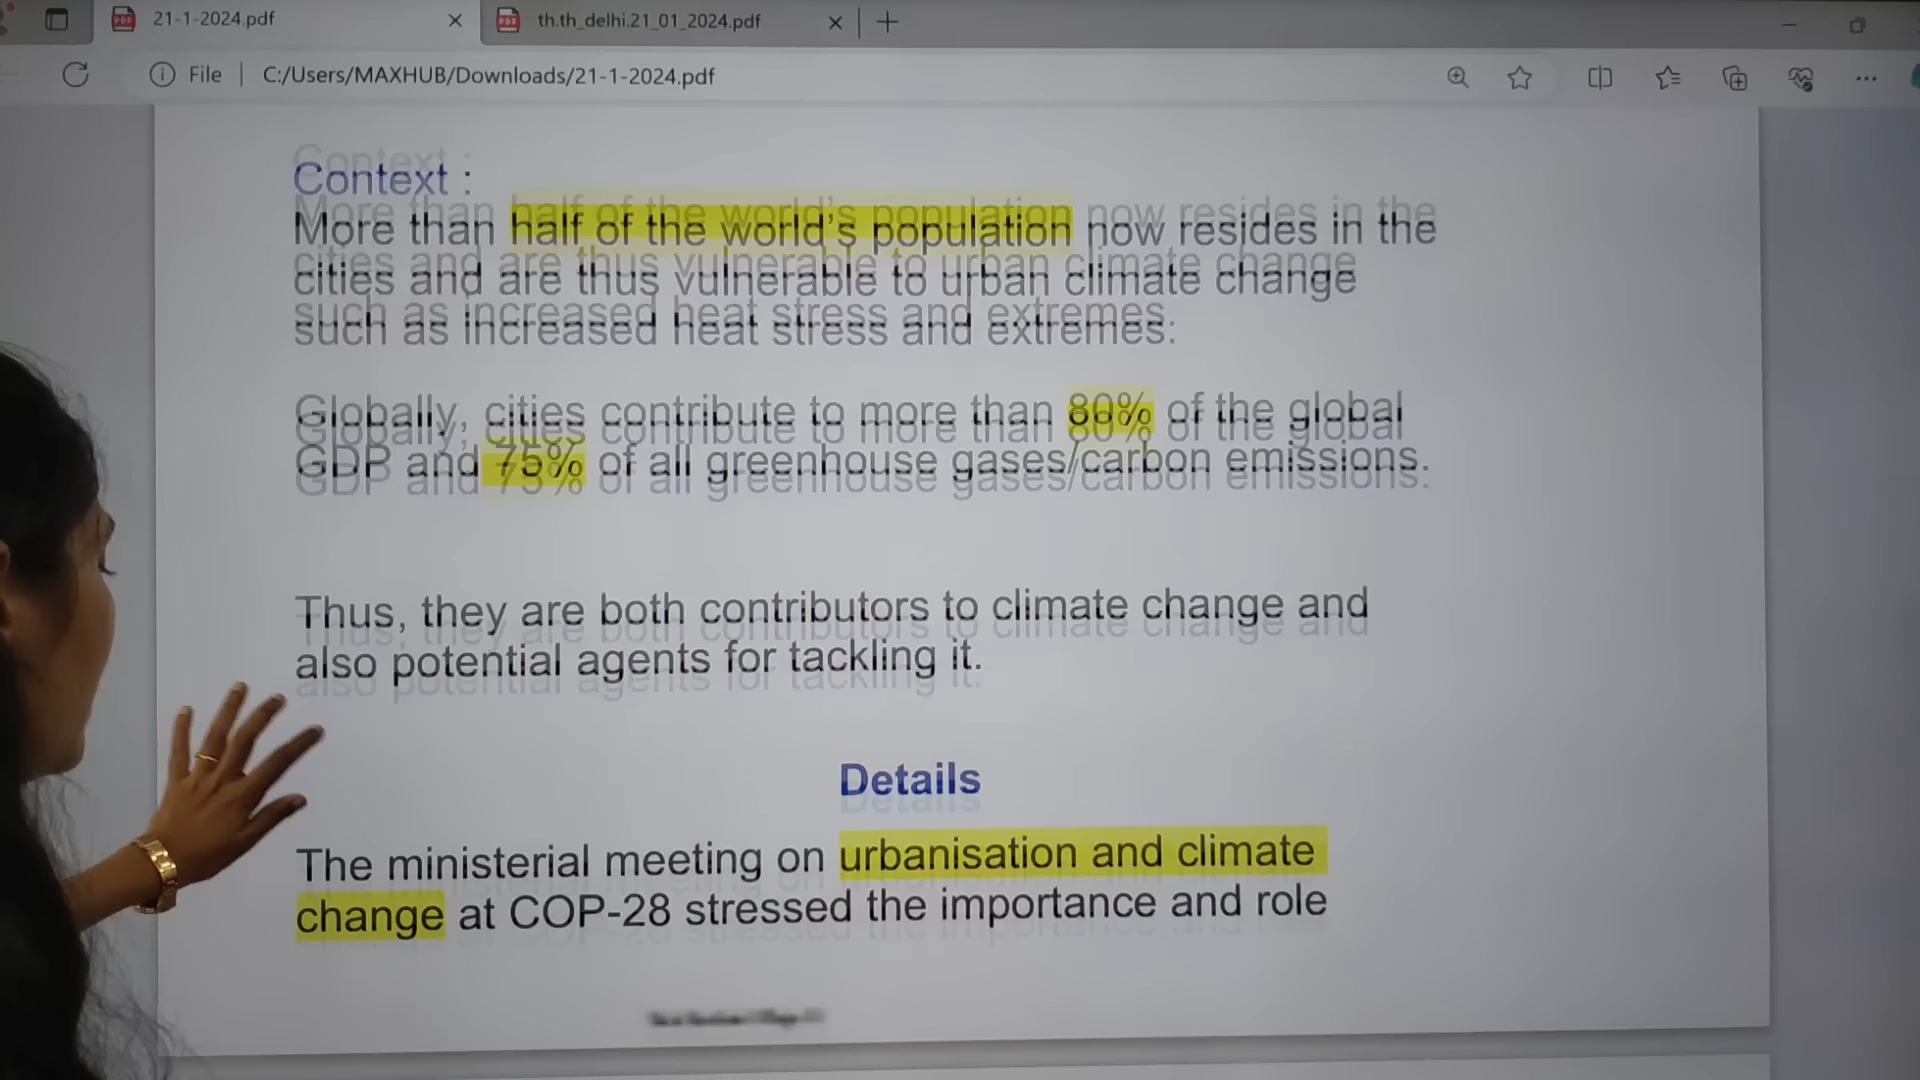 21-1-2024.pdf
th.th_delhi.21_01_2024.pdf
File
C:/Users/MAXHUB/Downloads/21-1-2024.pdf
Context :
More than half of the world's population now resides in the
cities and are thus vulnerable to urban climate change
such as increased heat stress and extremes.
Globally, cities contribute to more than 80% of the global
GDP and 75% of all greenhouse gases/carbon emissions.
Thus, they are both contributors to climate change and
also potential agents for tackling it.
Details
The ministerial meeting on urbanisation and climate
change at COP-28 stressed the importance and role